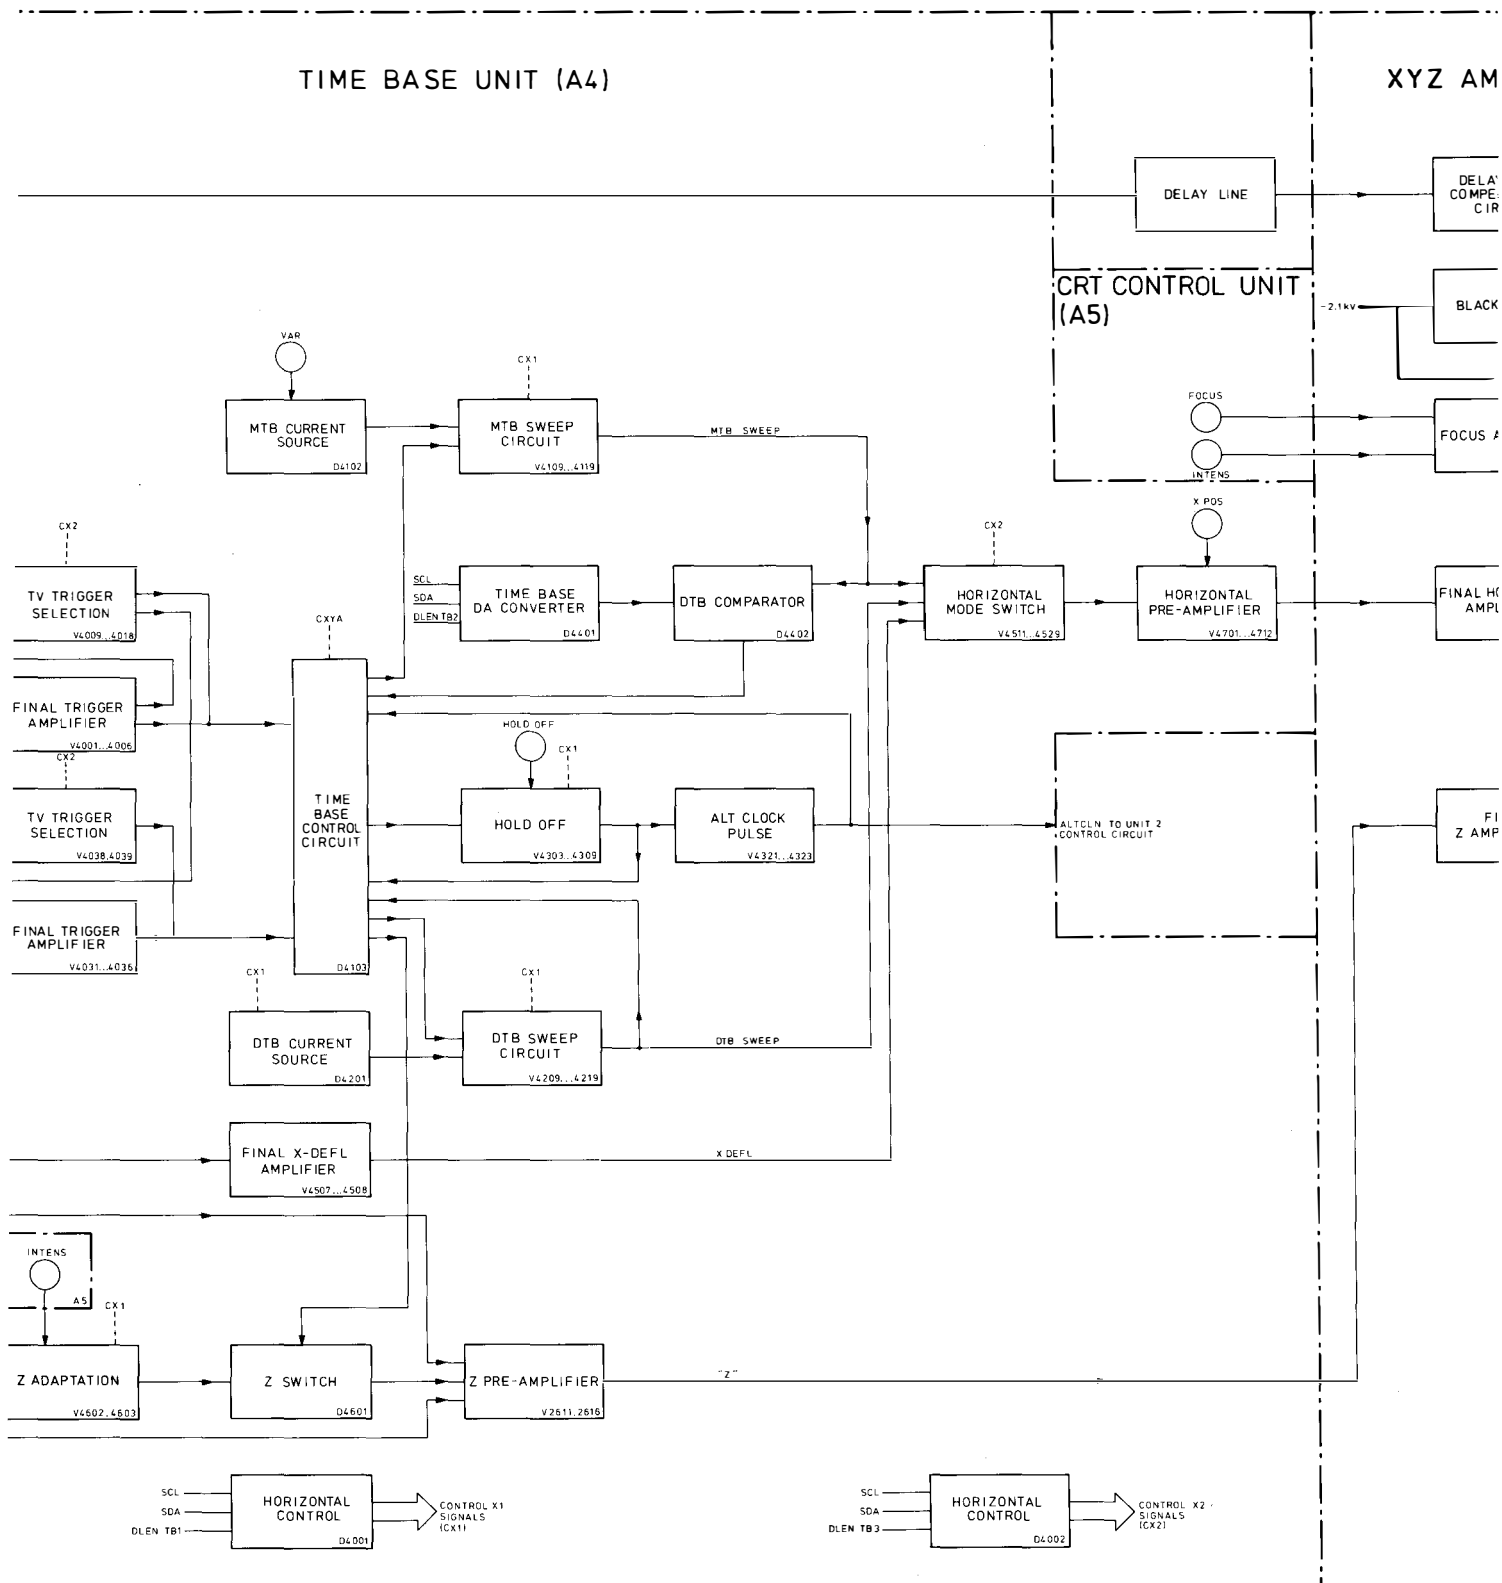 TIME BASE UNIT (A4)
XYZ AM
DELAY LINE
DELAY
COMPE
CIR
CRT CONTROL UNIT
(A5)
-2.1kV
BLACK
VAR
CX1
MTB CURRENT
SOURCE
D4102
MTB SWEEP
CIRCUIT
V4109...4119
MTB SWEEP
FOCUS
INTENS
FOCUS A
X POS
CX2
CX2
TV TRIGGER
SELECTION
V4009...4018
SCL
SDA
DLEN TB2
TIME BASE
DA CONVERTER
D4401
DTB COMPARATOR
D4402
HORIZONTAL
MODE SWITCH
V4511...4529
HORIZONTAL
PRE-AMPLIFIER
V4701...4712
FINAL HO
AMPL
CXYA
FINAL TRIGGER
AMPLIFIER
V4001...4006
CX2
HOLD OFF
CX1
TV TRIGGER
SELECTION
V4038,4039
TIME
BASE
CONTROL
CIRCUIT
D4103
HOLD OFF
V4303...4309
ALT CLOCK
PULSE
V4321...4323
ALTCLN TO UNIT 2
CONTROL CIRCUIT
FI
Z AMP
FINAL TRIGGER
AMPLIFIER
V4031...4036
CX1
CX1
DTB CURRENT
SOURCE
D4201
DTB SWEEP
CIRCUIT
V4209...4219
DTB SWEEP
FINAL X-DEFL
AMPLIFIER
V4507...4508
X DEFL
INTENS
A5
CX1
Z ADAPTATION
V4602,4603
Z SWITCH
D4601
Z PRE-AMPLIFIER
V2611,2616
"Z"
SCL
SDA
DLEN TB1
HORIZONTAL
CONTROL
D4001
CONTROL X1
SIGNALS
(CX1)
SCL
SDA
DLEN TB3
HORIZONTAL
CONTROL
D4002
CONTROL X2
SIGNALS
(CX2)